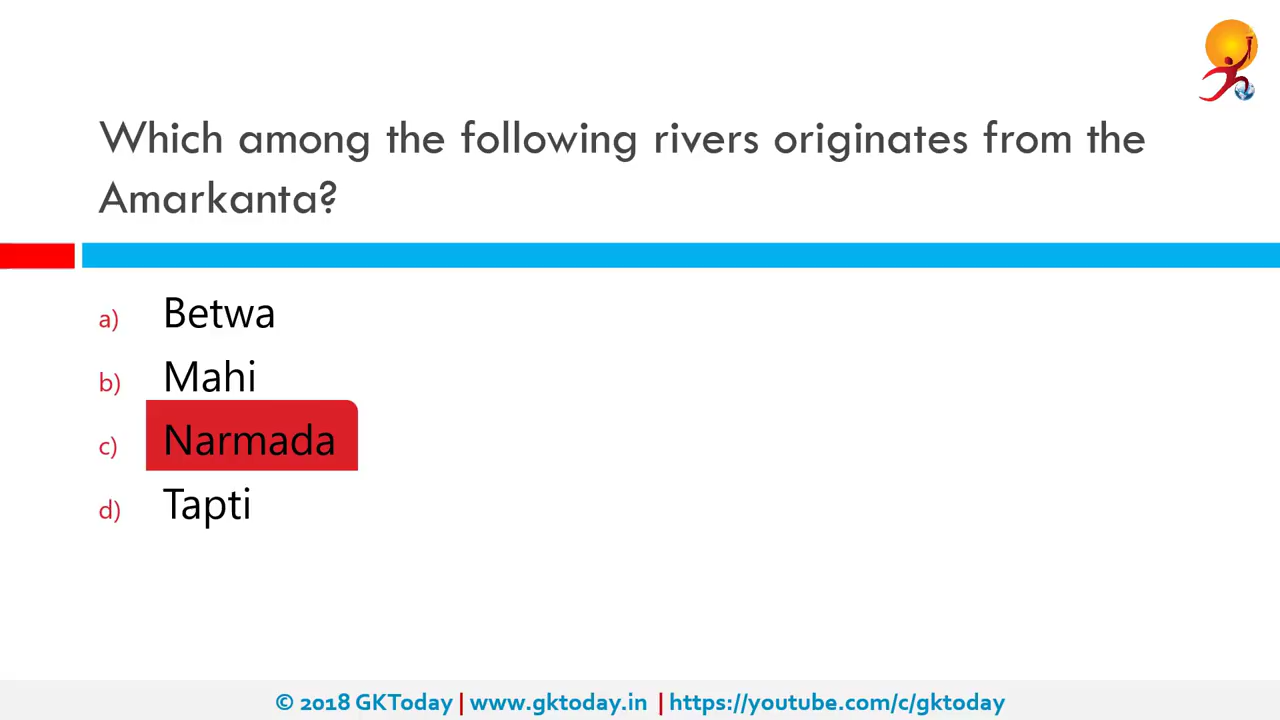 Which among the following rivers originates from the
Amarkanta?
a) Betwa
b) Mahi
c) Narmada
d) Tapti
© 2018 GKToday | www.gktoday.in | https://youtube.com/c/gktoday